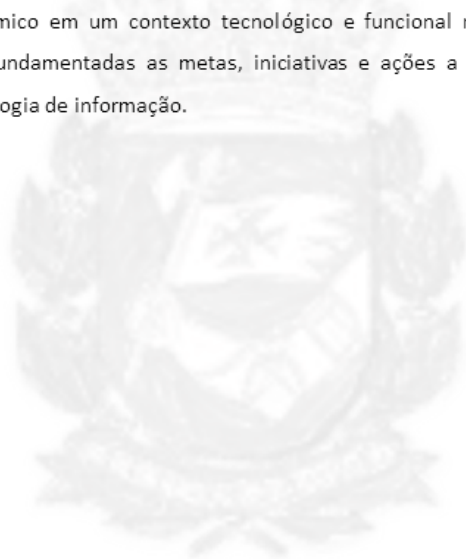 mico em um contexto tecnológico e funcional
undamentadas as metas, iniciativas e ações a
ogia de informação.